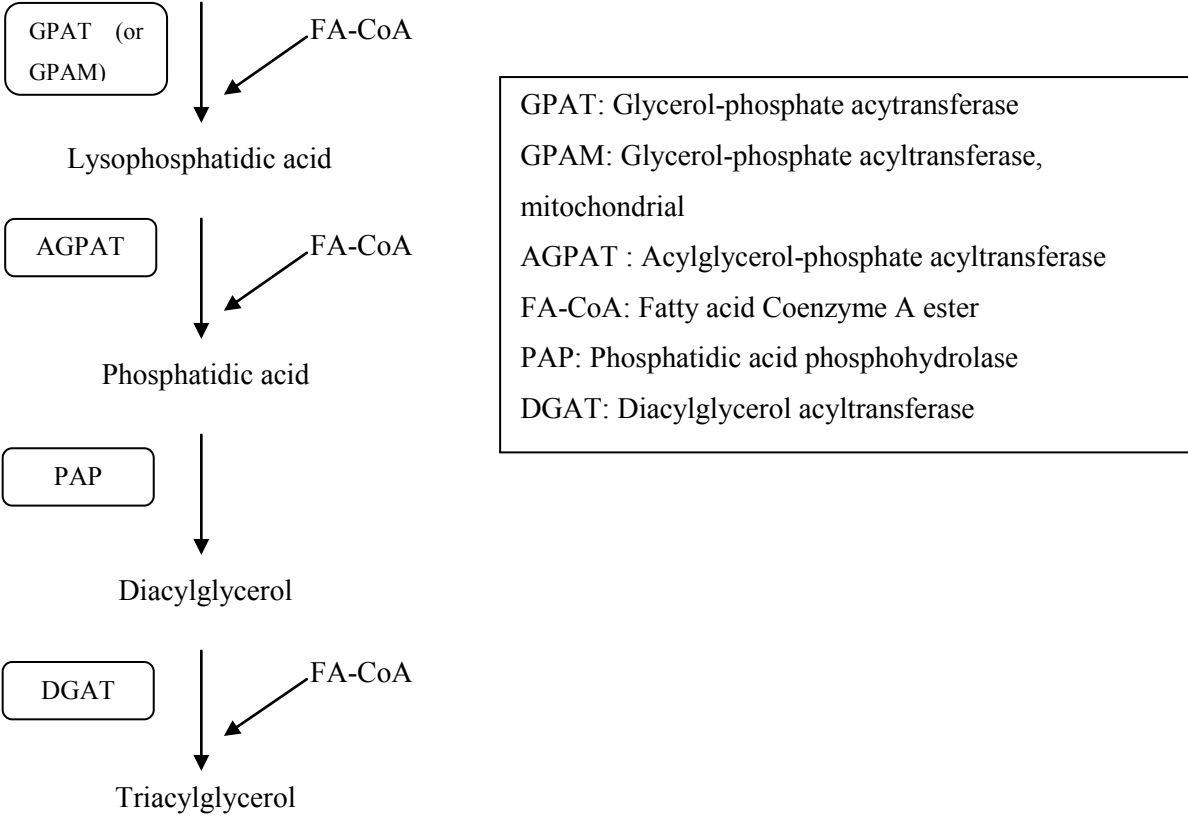 GPAT (or
GPAM)
FA-CoA
Lysophosphatidic acid
AGPAT
FA-CoA
Phosphatidic acid
PAP
Diacylglycerol
DGAT
FA-CoA
Triacylglycerol
GPAT: Glycerol-phosphate acytransferase
GPAM: Glycerol-phosphate acyltransferase,
mitochondrial
AGPAT : Acylglycerol-phosphate acyltransferase
FA-CoA: Fatty acid Coenzyme A ester
PAP: Phosphatidic acid phosphohydrolase
DGAT: Diacylglycerol acyltransferase